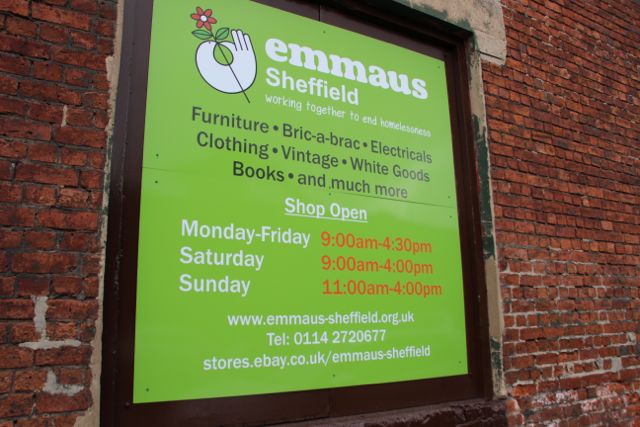 emmaus
Sheffield
working together to end homelessness
Furniture • Bric-a-brac • Electricals
Clothing • Vintage • White Goods
Books • and much more
Shop Open
Monday-Friday 9:00am-4:30pm
Saturday 9:00am-4:00pm
Sunday 11:00am-4:00pm
www.emmaus-sheffield.org.uk
Tel: 0114 2720677
stores.ebay.co.uk/emmaus-sheffield